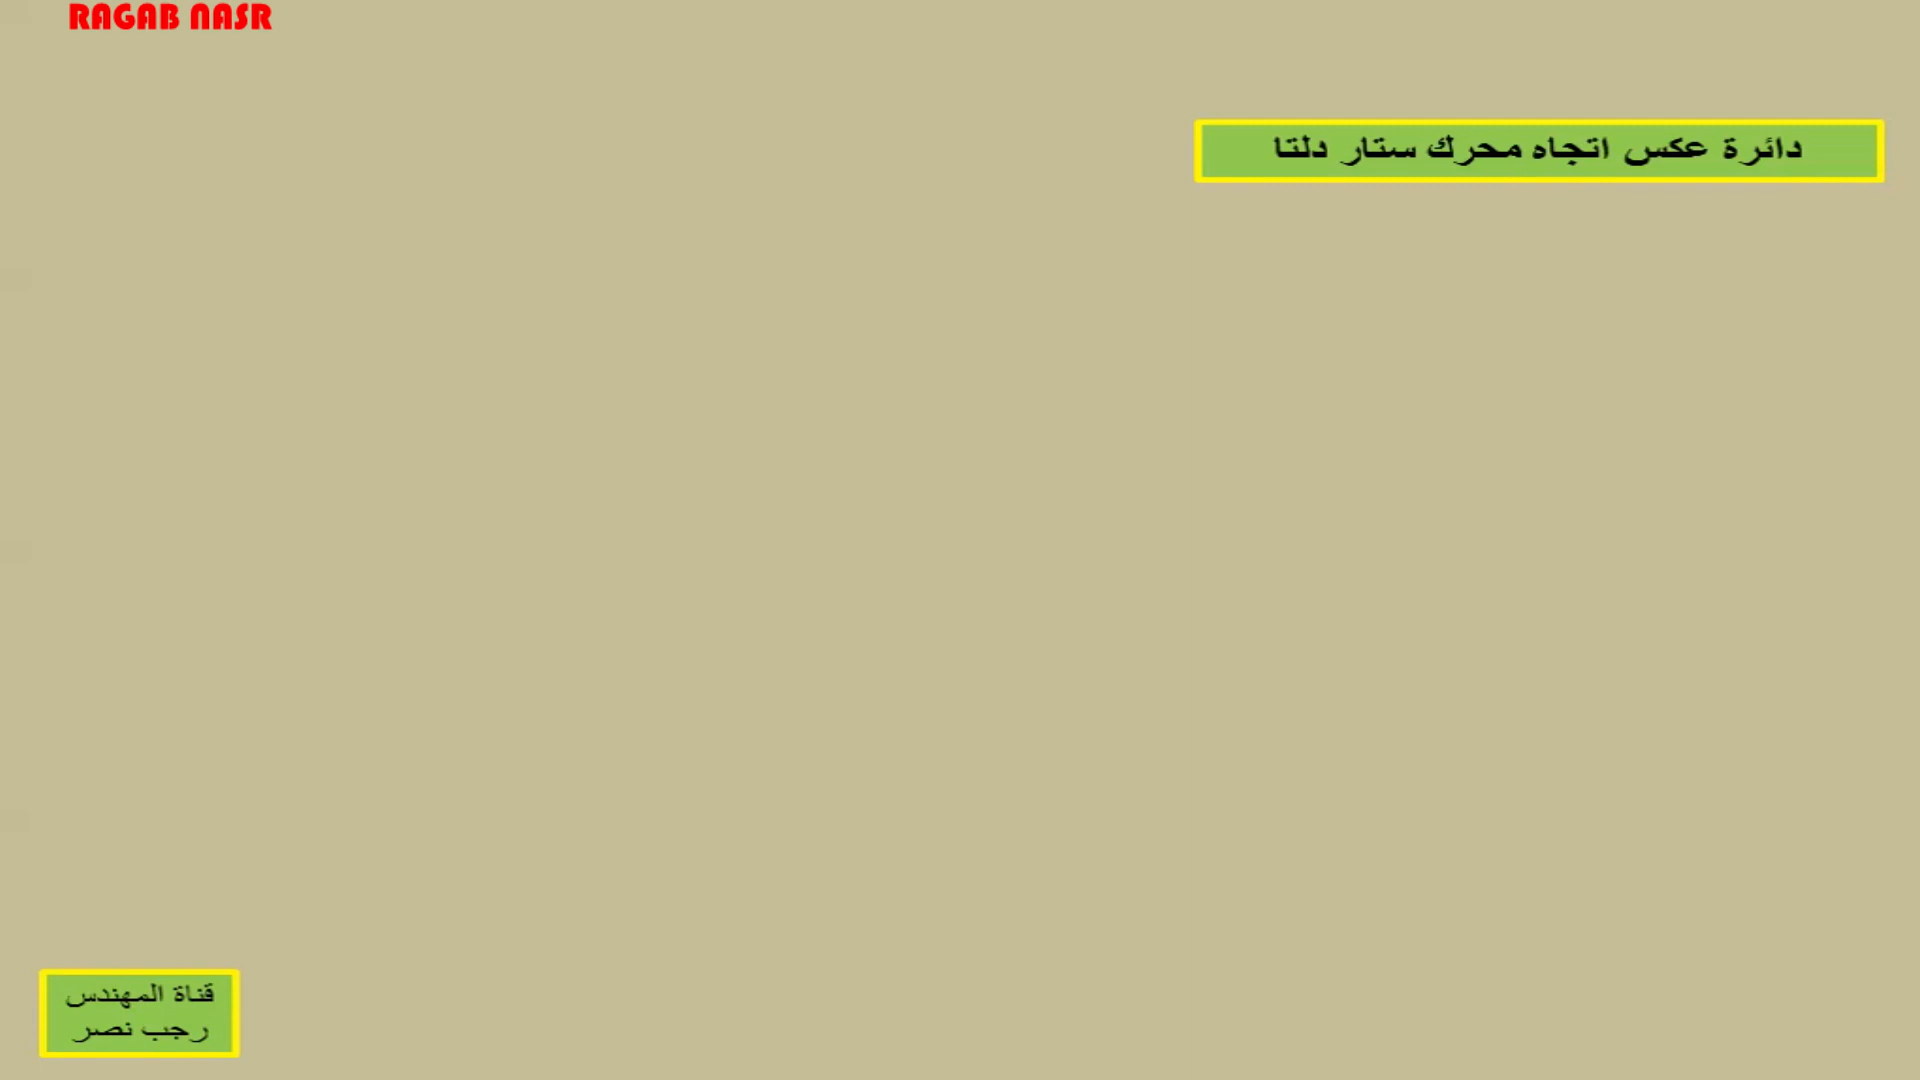 RAGAB NASR
دائرة عكس اتجاه محرك ستار دلتا
قناة المهندس
رجب نصر